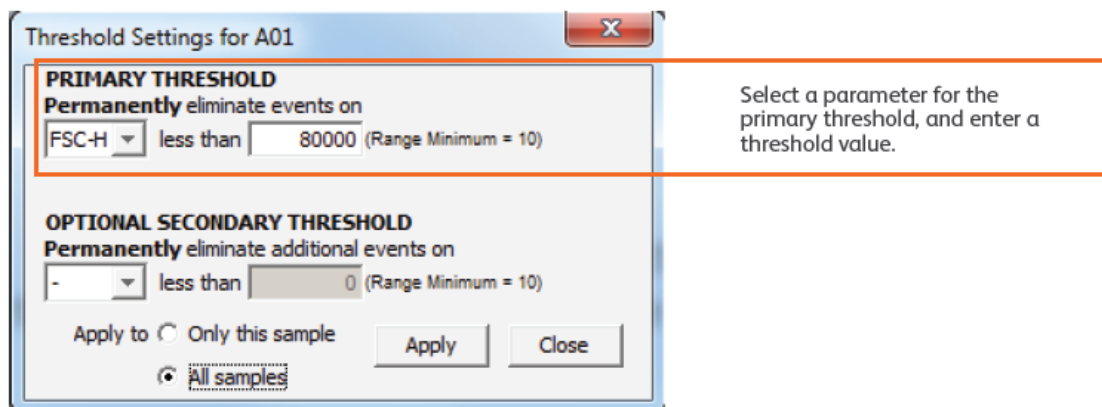 Threshold Settings for A01
PRIMARY THRESHOLD
Permanently eliminate events on
FSC-H less than 80000 (Range Minimum = 10)
Select a parameter for the
primary threshold, and enter a
threshold value.
OPTIONAL SECONDARY THRESHOLD
Permanently eliminate additional events on
- less than 0 (Range Minimum = 10)
Apply to Only this sample
All samples
Apply Close